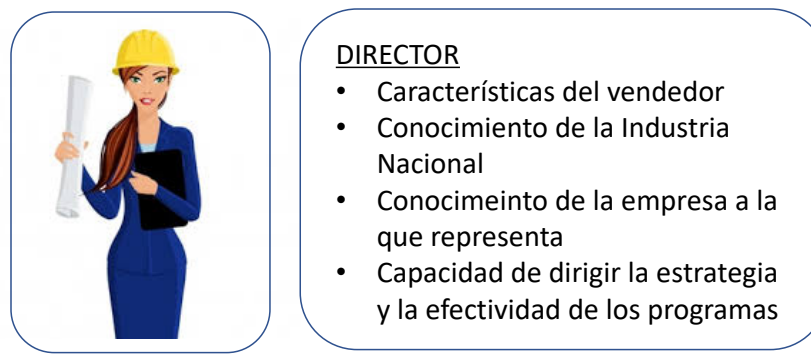 DIRECTOR
• Características del vendedor
• Conocimiento de la Industria
Nacional
• Conocimeinto de la empresa a la
que representa
• Capacidad de dirigir la estrategia
y la efectividad de los programas